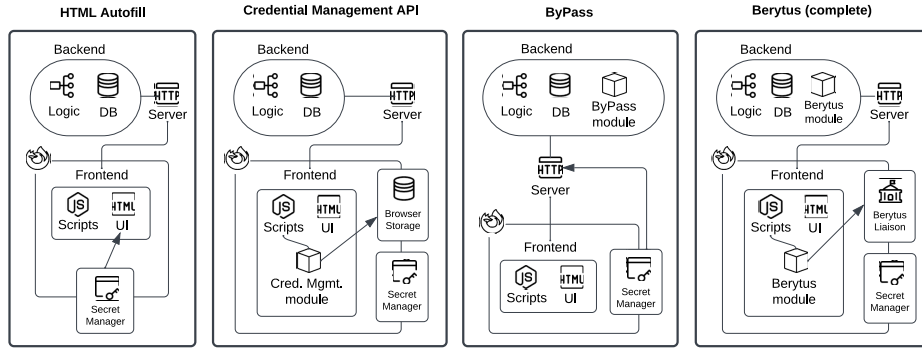 HTML Autofill
Backend
Logic
DB
HTTP
Server
Frontend
JS
HTML
Scripts
UI
Secret
Manager
Credential Management API
Backend
Logic
DB
HTTP
Server
Frontend
JS
HTML
Scripts
UI
Browser
Storage
Cred. Mgmt.
module
Secret
Manager
ByPass
Backend
Logic
DB
ByPass
module
HTTP
Server
Frontend
JS
HTML
Scripts
UI
Secret
Manager
Berytus (complete)
Backend
Logic
DB
Berytus
module
HTTP
Server
Frontend
JS
HTML
Scripts
UI
Berytus
Liaison
Berytus
module
Secret
Manager